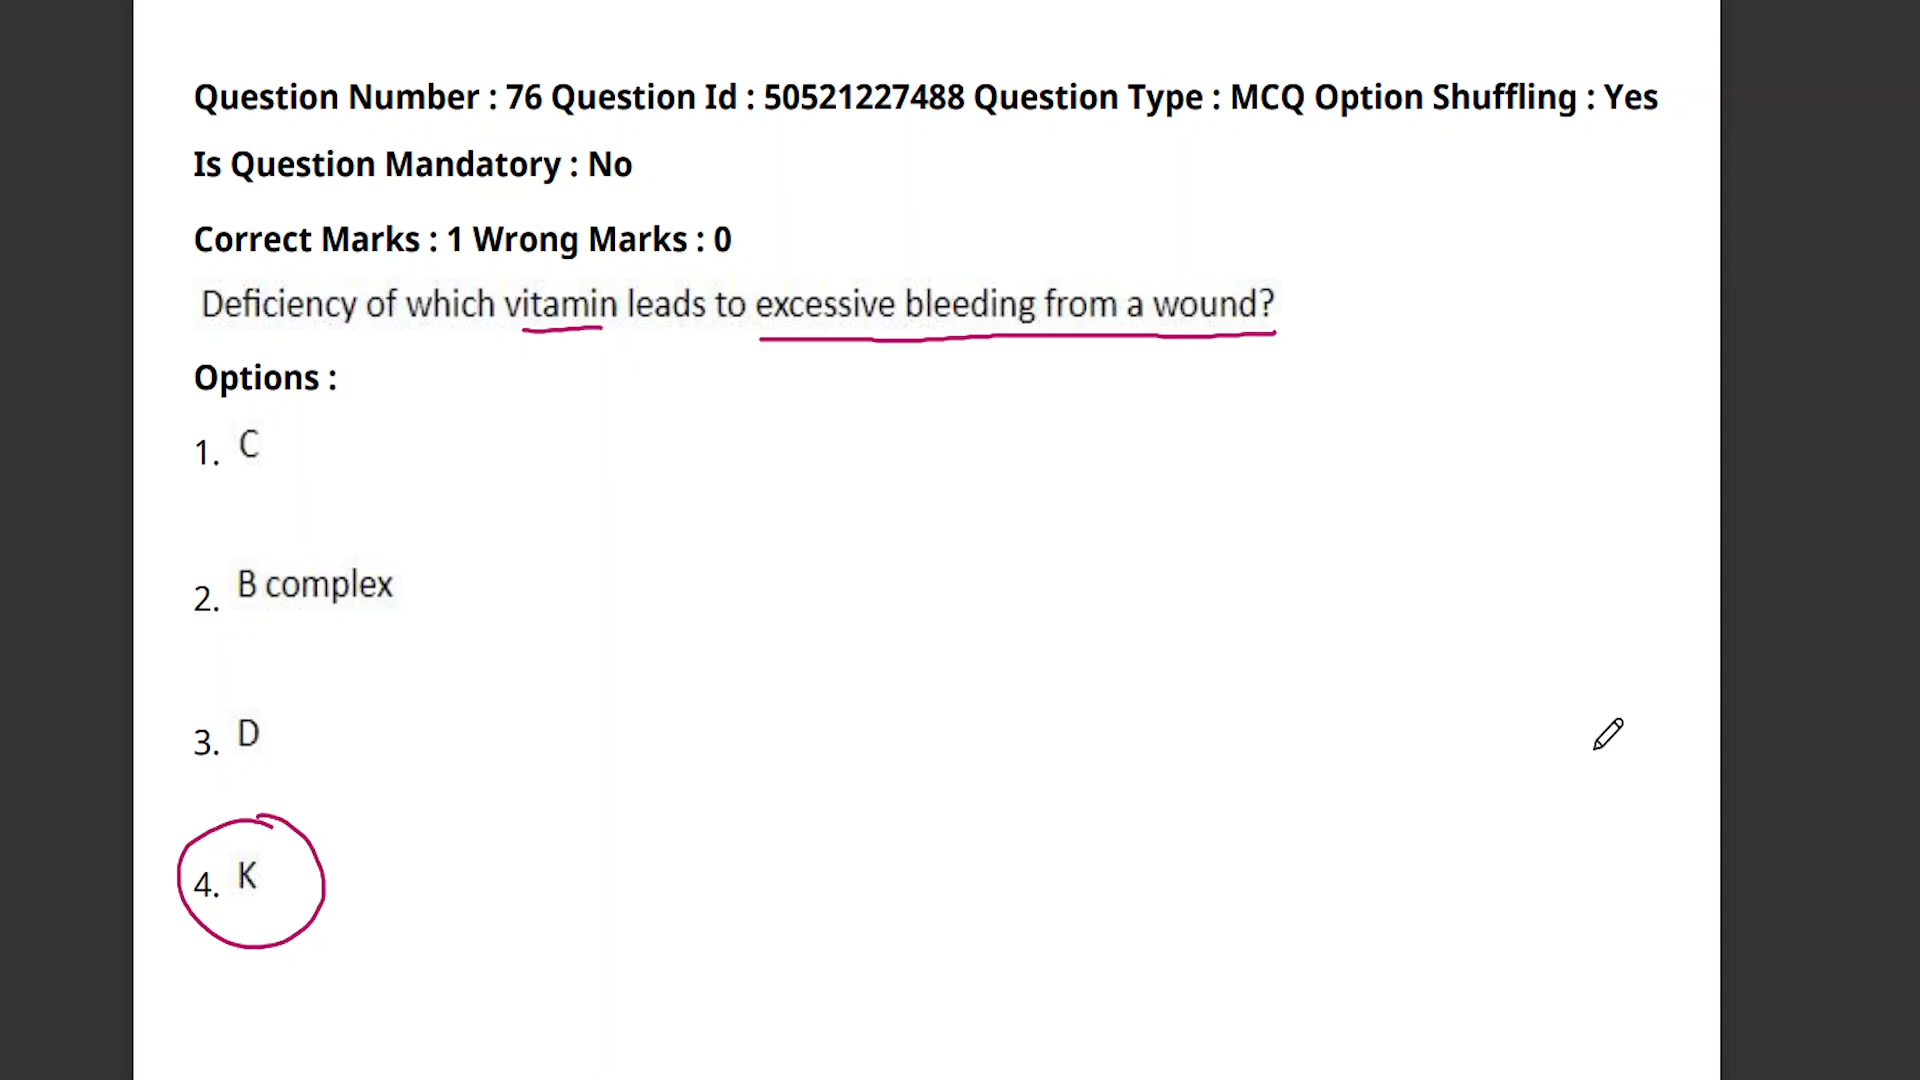 Question Number : 76 Question Id : 50521227488 Question Type : MCQ Option Shuffling : Yes
Is Question Mandatory : No
Correct Marks : 1 Wrong Marks : 0
Deficiency of which vitamin leads to excessive bleeding from a wound?
Options :
1. C
2. B complex
3. D
4. K